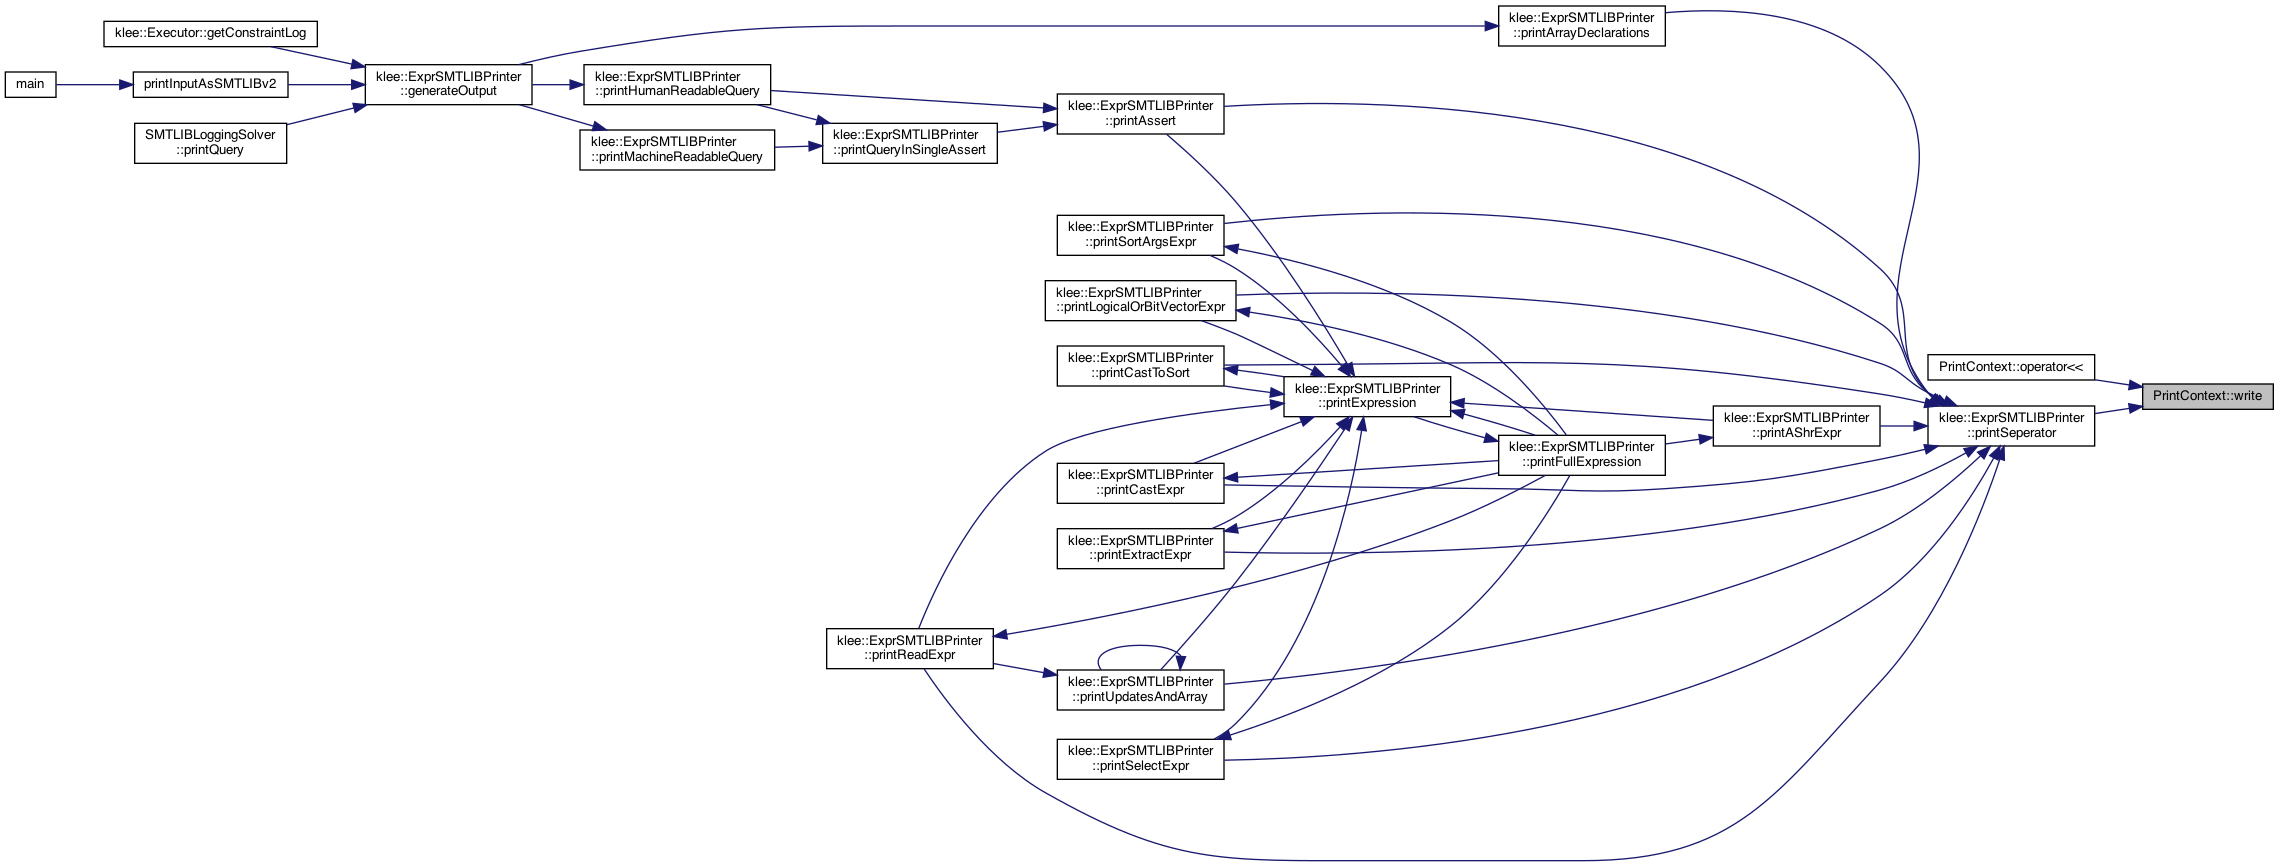 klee::Executor::getConstraintLog
main
printInputAsSMTLIBv2
SMTLIBLoggingSolver
::printQuery
klee::ExprSMTLIBPrinter
::generateOutput
klee::ExprSMTLIBPrinter
::printHumanReadableQuery
klee::ExprSMTLIBPrinter
::printMachineReadableQuery
klee::ExprSMTLIBPrinter
::printQueryInSingleAssert
klee::ExprSMTLIBPrinter
::printAssert
klee::ExprSMTLIBPrinter
::printArrayDeclarations
klee::ExprSMTLIBPrinter
::printSortArgsExpr
klee::ExprSMTLIBPrinter
::printLogicalOrBitVectorExpr
klee::ExprSMTLIBPrinter
::printCastToSort
klee::ExprSMTLIBPrinter
::printExpression
klee::ExprSMTLIBPrinter
::printAShrExpr
klee::ExprSMTLIBPrinter
::printFullExpression
PrintContext::operator<<
PrintContext::write
klee::ExprSMTLIBPrinter
::printSeperator
klee::ExprSMTLIBPrinter
::printCastExpr
klee::ExprSMTLIBPrinter
::printExtractExpr
klee::ExprSMTLIBPrinter
::printReadExpr
klee::ExprSMTLIBPrinter
::printUpdatesAndArray
klee::ExprSMTLIBPrinter
::printSelectExpr